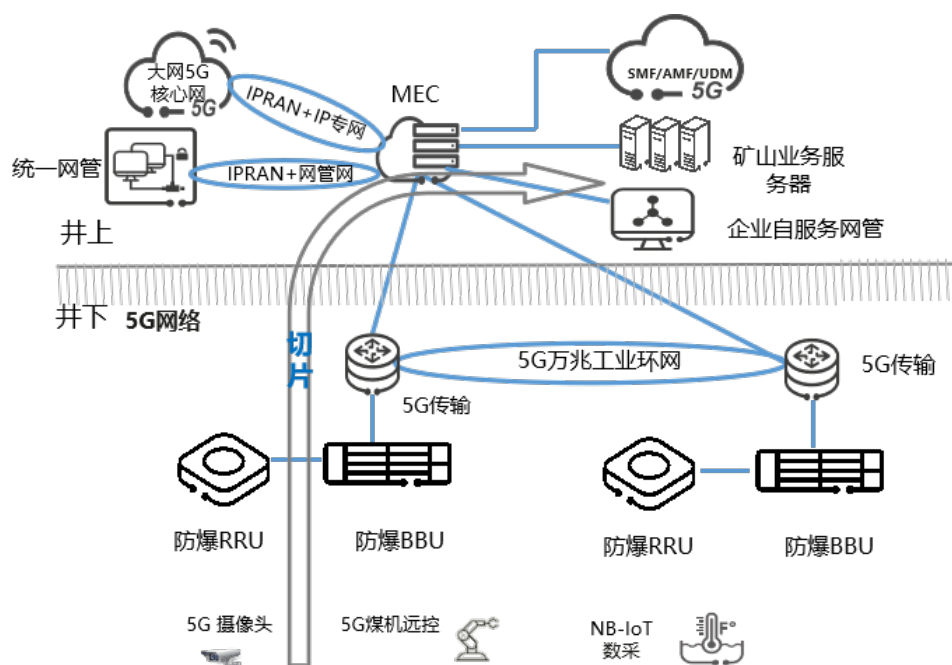 大网5G
核心网
5G
IPRAN+IP专网
MEC
SMF/AMF/UDM
5G
统一网管
IPRAN+网管网
矿山业务服
务器
企业自服务网管
井上
井下
5G网络
切
片
5G万兆工业环网
5G传输
5G传输
防爆RRU
防爆BBU
防爆RRU
防爆BBU
5G 摄像头
5G煤机远控
NB-IoT
数采
F°